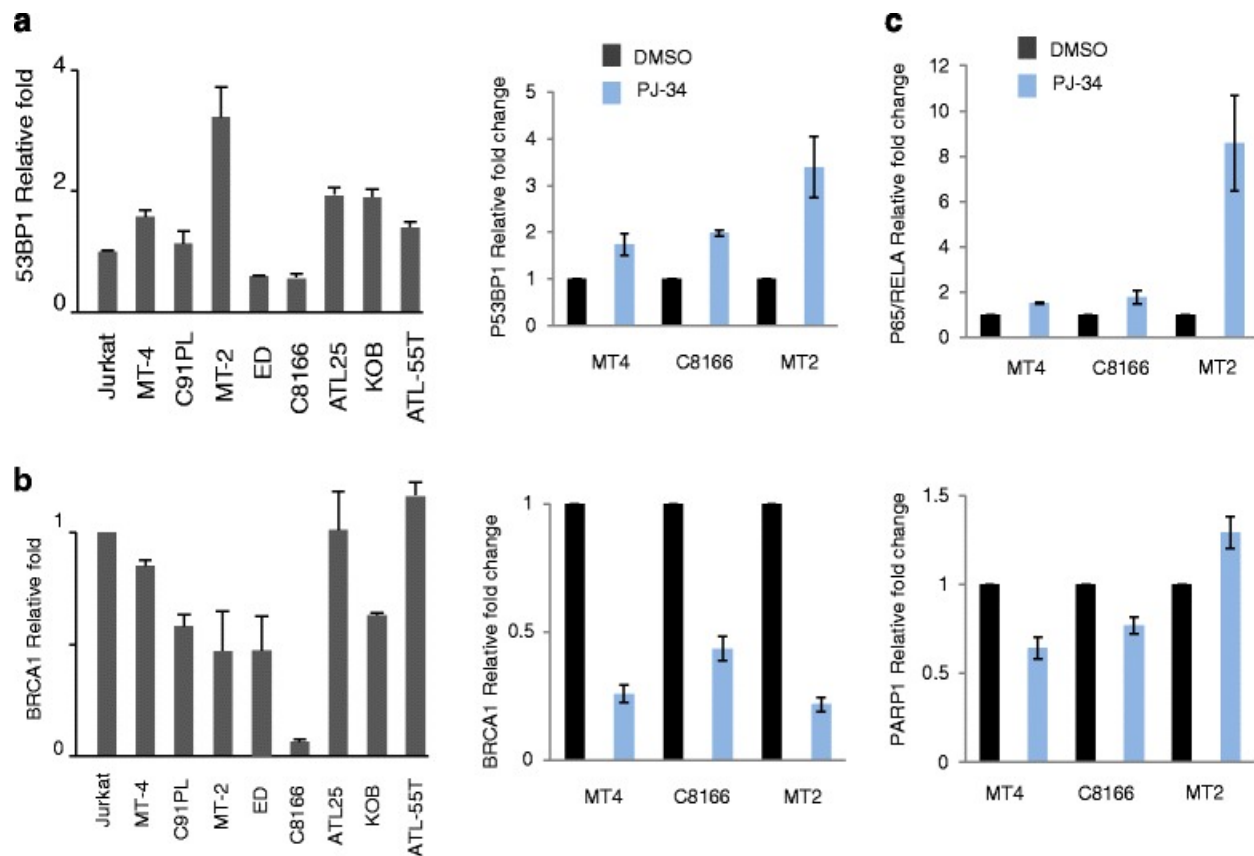 a
53BP1 Relative fold
4
2
0
Jurkat
MT-4
C91PL
MT-2
ED
C8166
ATL25
KOB
ATL-55T
DMSO
PJ-34
P53BP1 Relative fold change
5
4
3
2
1
0
MT4 C8166 MT2
c
DMSO
PJ-34
P65/RELA Relative fold change
12
10
8
6
4
2
0
MT4 C8166 MT2
b
BRCA1 Relative fold
1
0
Jurkat
MT-4
C91PL
MT-2
ED
C8166
ATL25
KOB
ATL-55T
BRCA1 Relative fold change
1
0.5
0
MT4 C8166 MT2
PARP1 Relative fold change
1.5
1
0.5
0
MT4 C8166 MT2